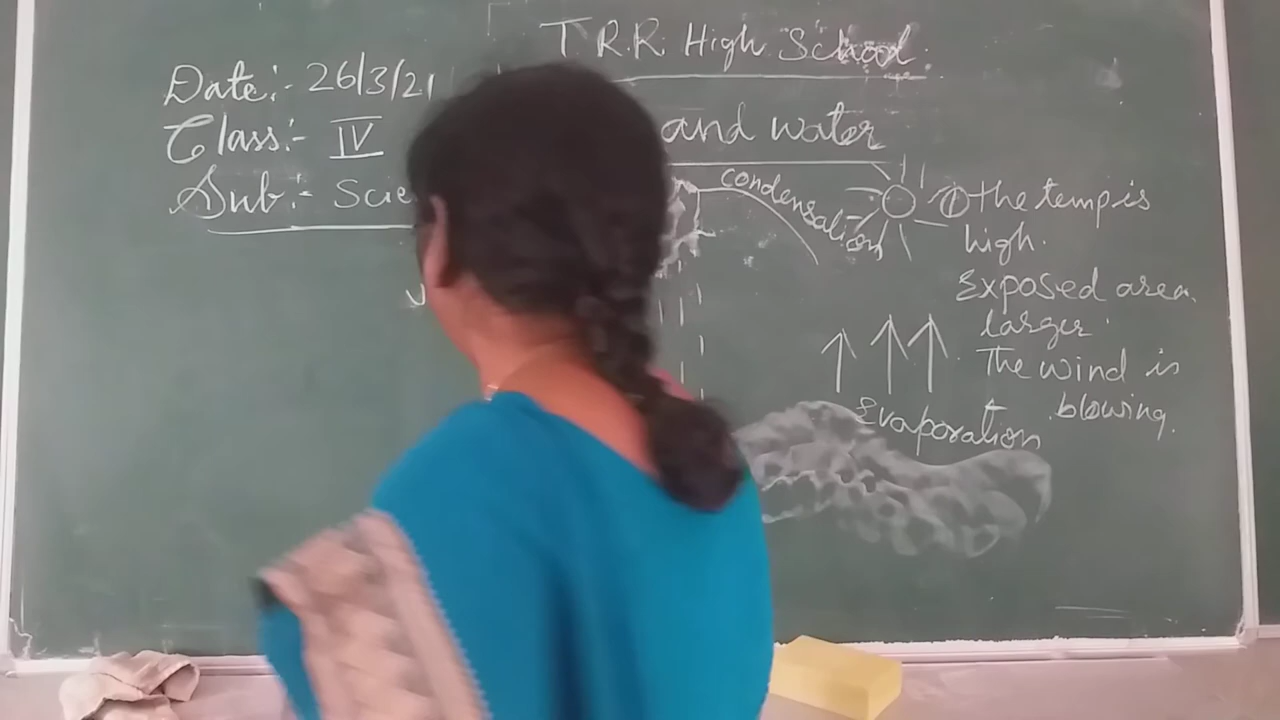 T R.R. High School.
Date:- 26/3/21
Class:- IV
and water
Sub:-
condensation
① the temp is
high.
Exposed area
larger
The wind is
blowing.
Evaporation